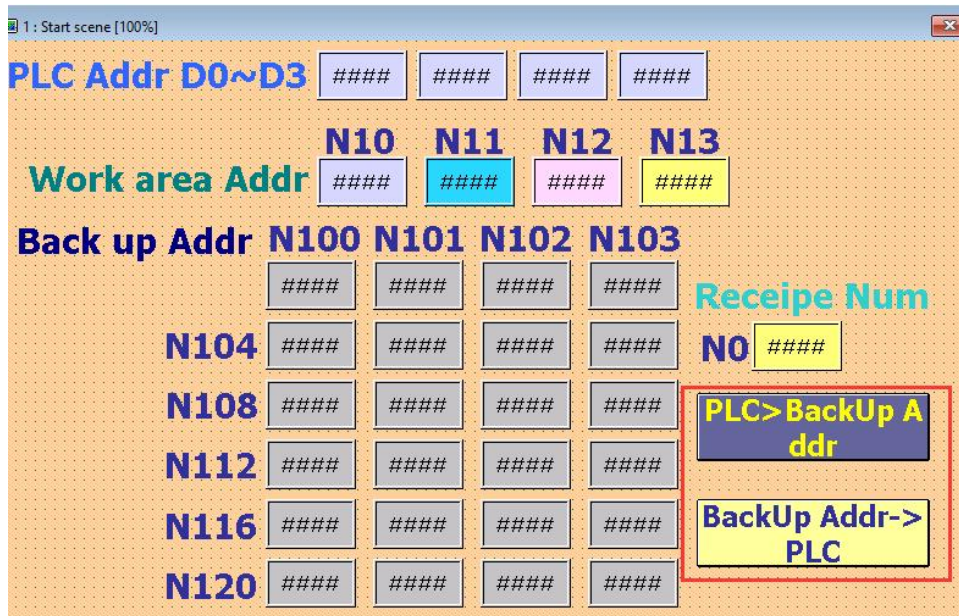 1 : Start scene [100%]
PLC Addr D0~D3 #### #### #### ####
N10 N11 N12 N13
Work area Addr #### #### #### ####
Back up Addr N100 N101 N102 N103
#### #### #### ####
Receipe Num
N104 #### #### #### #### N0 ####
N108 #### #### #### ####
PLC>BackUp A
ddr
N112 #### #### #### ####
N116 #### #### #### ####
BackUp Addr->
PLC
N120 #### #### #### ####